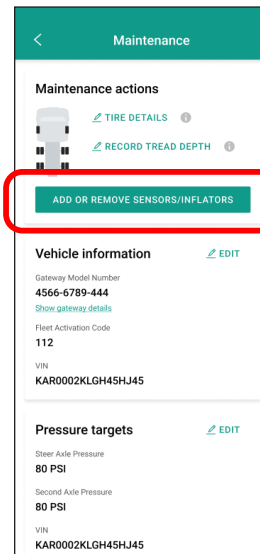 Maintenance
Maintenance actions
TIRE DETAILS
RECORD TREAD DEPTH
ADD OR REMOVE SENSORS/INFLATORS
Vehicle information
EDIT
Gateway Model Number
4566-6789-444
Show gateway details
Fleet Activation Code
112
VIN
KAR0002KLGH45HJ45
Pressure targets
EDIT
Steer Axle Pressure
80 PSI
Second Axle Pressure
80 PSI
VIN
KAR0002KLGH45HJ45